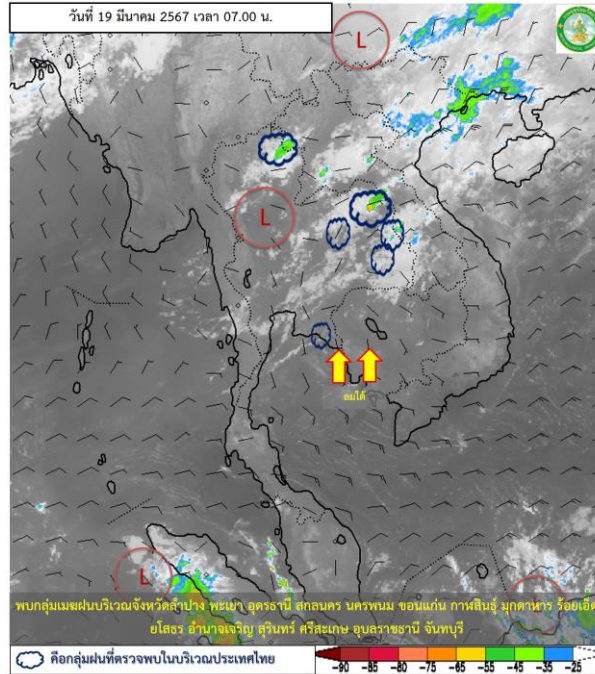 วันที่ 19 มีนาคม 2567 เวลา 07.00 น.
L
L
ลมใต้
L
พบกลุ่มเมฆฝนบริเวณจังหวัดลำปาง พะเยา อุดรธานี สกลนคร นครพนม ขอนแก่น กาฬสินธุ์ มุกดาหาร ร้อยเอ็ด
ยโสธร อำนาจเจริญ สุรินทร์ ศรีสะเกษ อุบลราชธานี จันทบุรี
คือกลุ่มฝนที่ตรวจพบในบริเวณประเทศไทย
-90 -85 -80 -75 -65 -55 -45 -35 -25